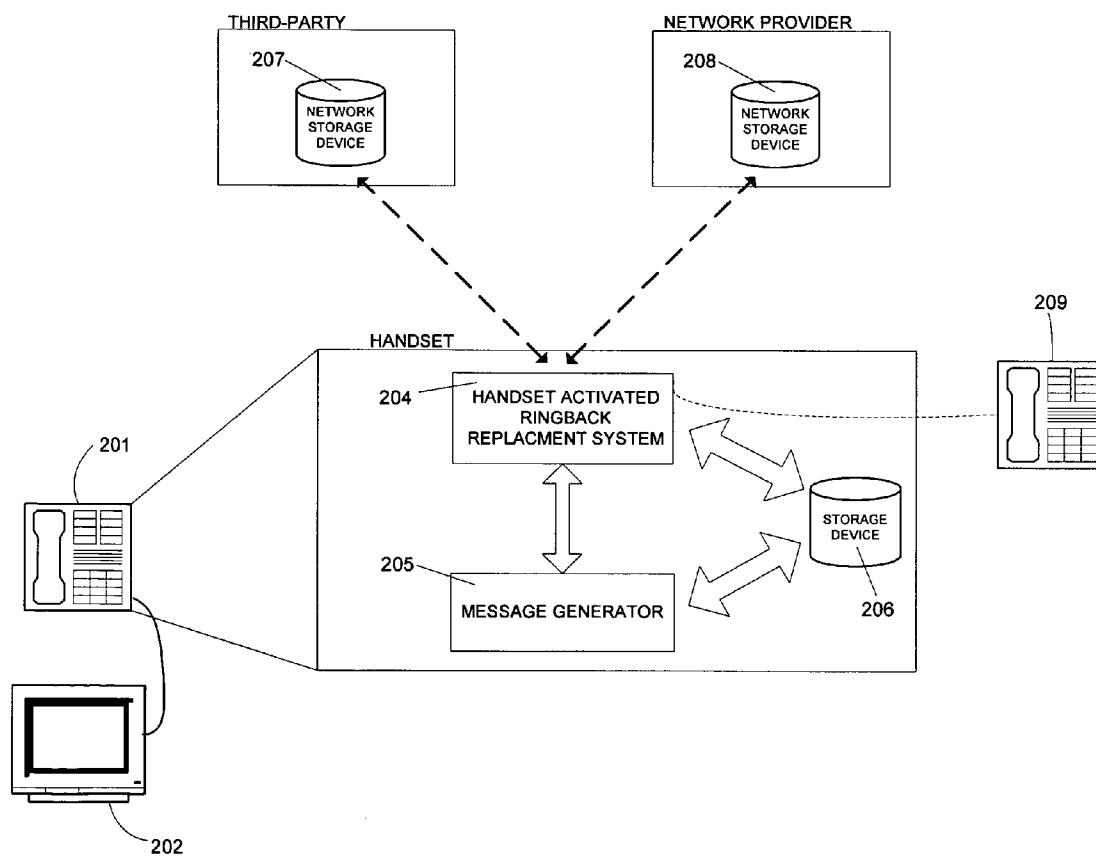 THIRD-PARTY
NETWORK PROVIDER
207
NETWORK
STORAGE
DEVICE
208
NETWORK
STORAGE
DEVICE
HANDSET
209
204
HANDSET ACTIVATED
RINGBACK
REPLACMENT SYSTEM
201
STORAGE
DEVICE
205
MESSAGE GENERATOR
206
202